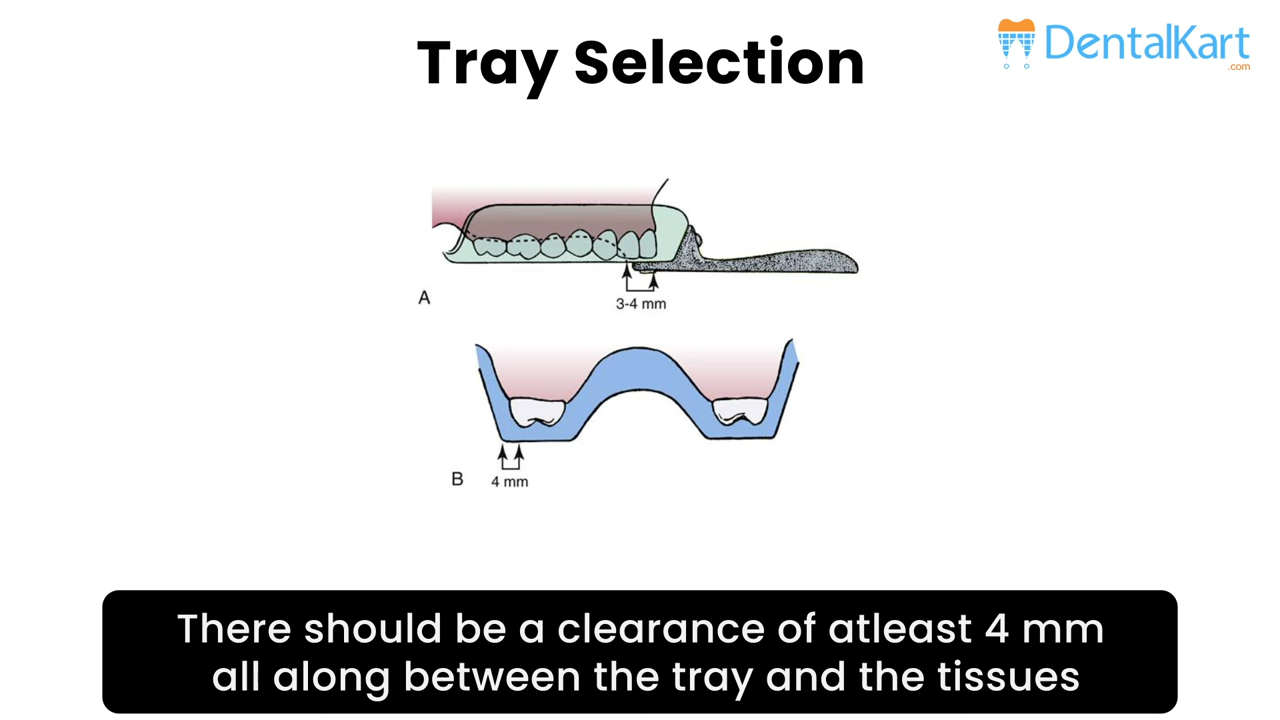 Tray Selection
DentalKart
.com
A
3-4 mm
B
4 mm
There should be a clearance of atleast 4 mm
all along between the tray and the tissues